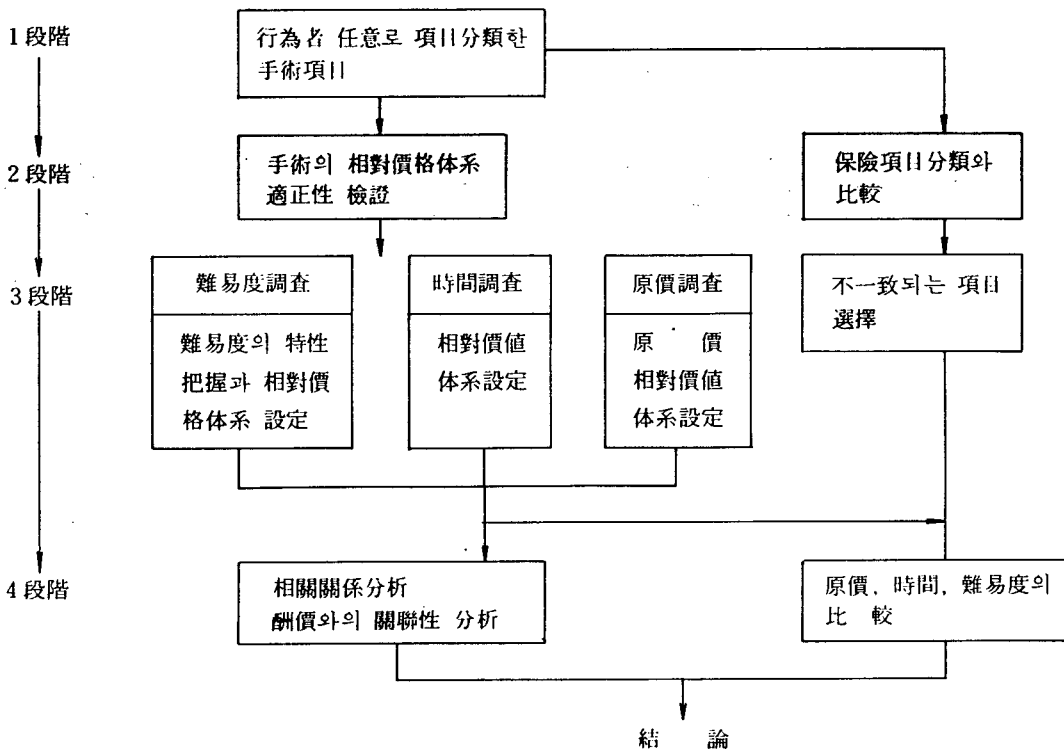 1段階
行為者 任意로 項目分類한
手術項目
2段階
手術의 相對價格体系
適正性 檢證
保險項目分類와
比較
3段階
難易度調査
難易度의 特性
把握과 相對價
格体系 設定
時間調査
相對價値
体系設定
原價調査
原 價
相對價値
体系設定
不一致되는 項目
選擇
4段階
相關關係分析
酬價와의 關聯性 分析
原價, 時間, 難易度의
比 較
結 論